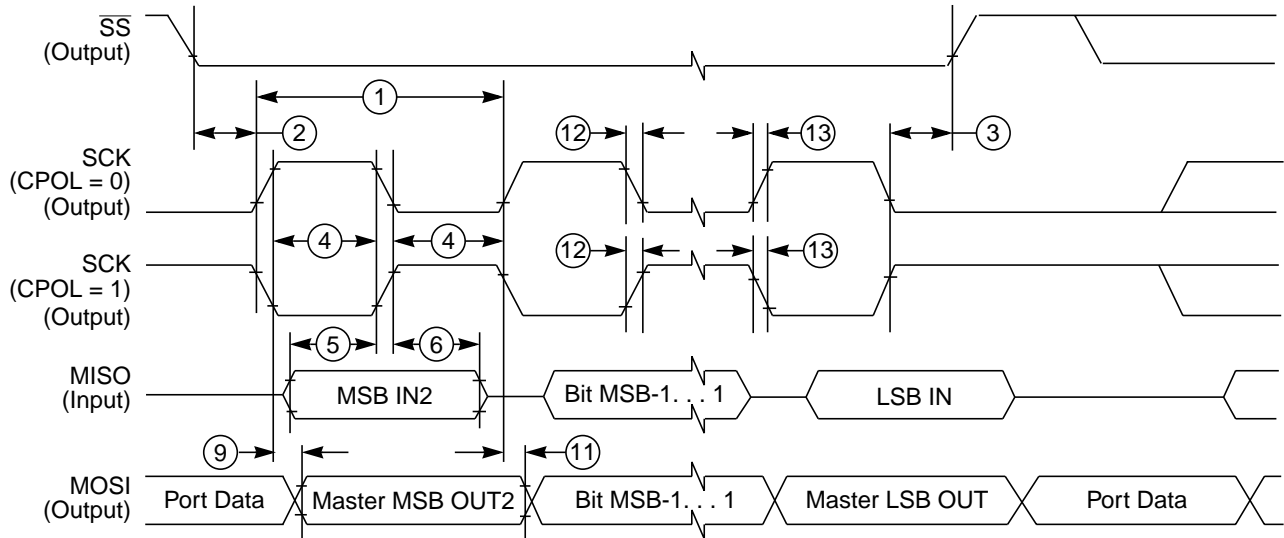 SS
(Output)
1
2
12
13
3
SCK
(CPOL = 0)
(Output)
4
4
12
13
SCK
(CPOL = 1)
(Output)
5
6
MISO
(Input)
MSB IN2
Bit MSB-1. . . 1
LSB IN
9
11
MOSI
(Output)
Port Data
Master MSB OUT2
Bit MSB-1. . . 1
Master LSB OUT
Port Data